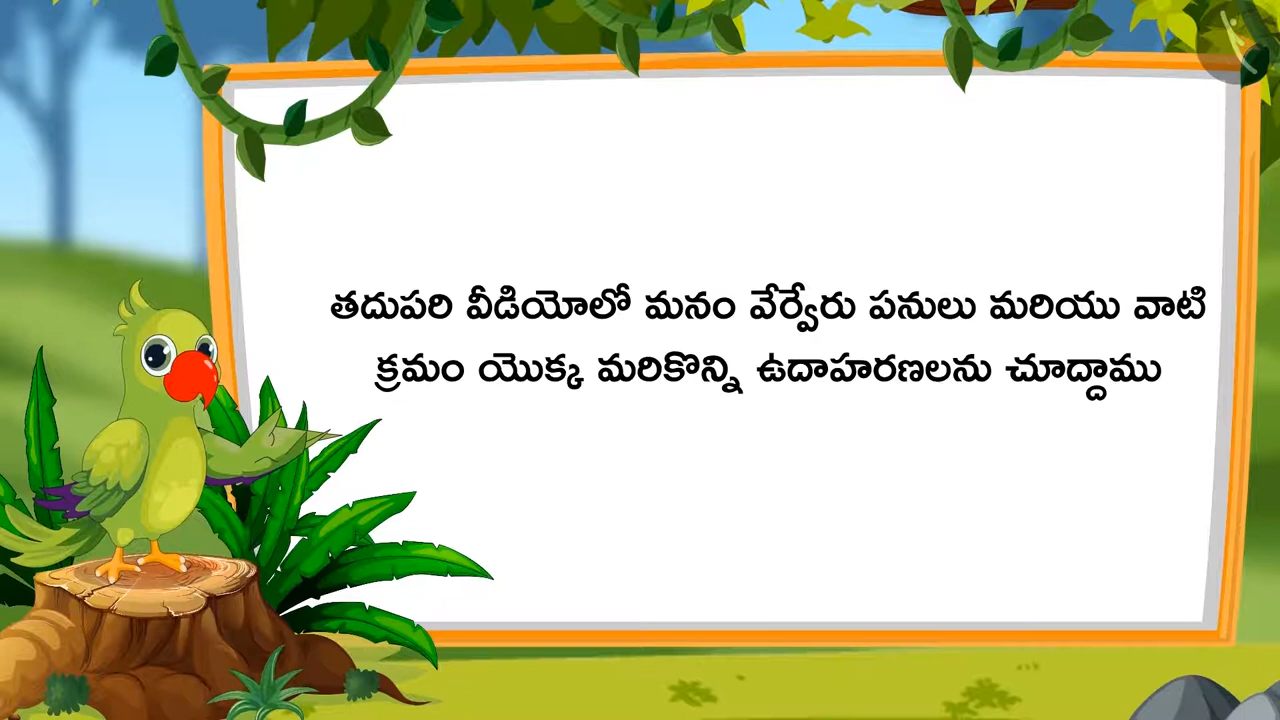 తదుపరి వీడియోలో మనం వేర్వేరు పనులు మరియు వాటి
క్రమం యొక్క మరికొన్ని ఉదాహరణలను చూద్దాము